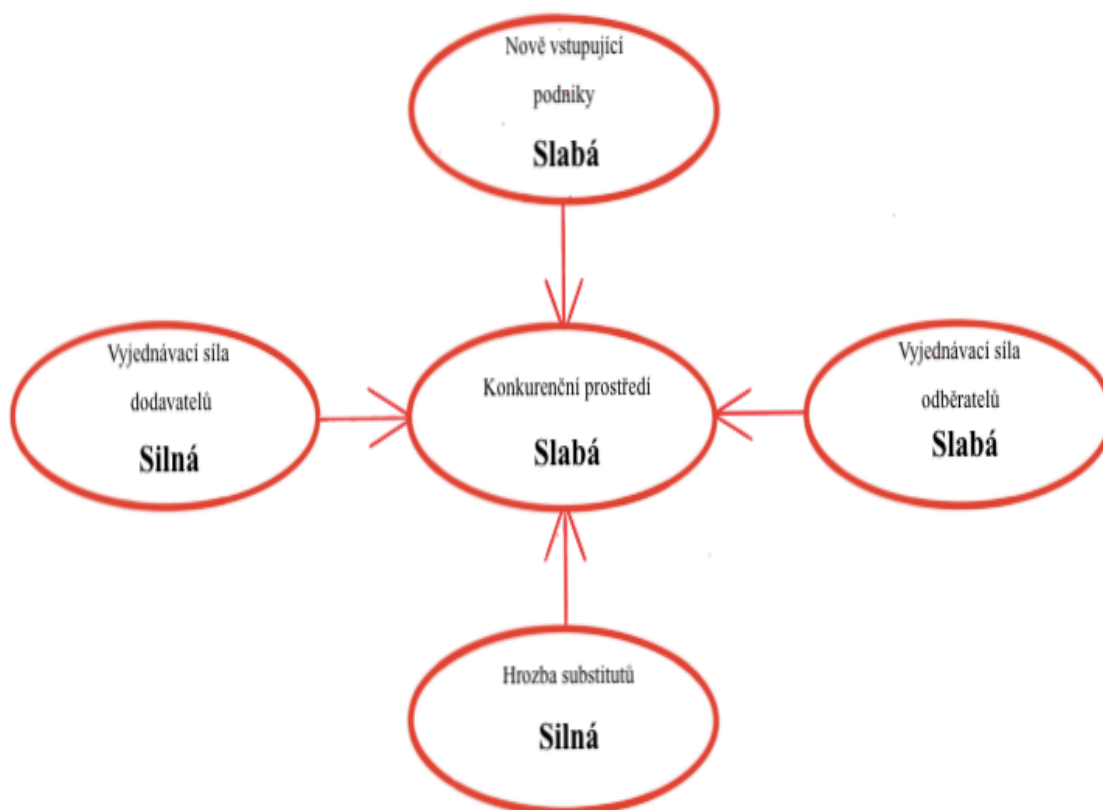 Nově vstupující
podniky
Slabá
Vyjednávací síla
dodavatelů
Silná
Konkurenční prostředí
Slabá
Vyjednávací síla
odběratelů
Slabá
Hrozba substitutů
Silná